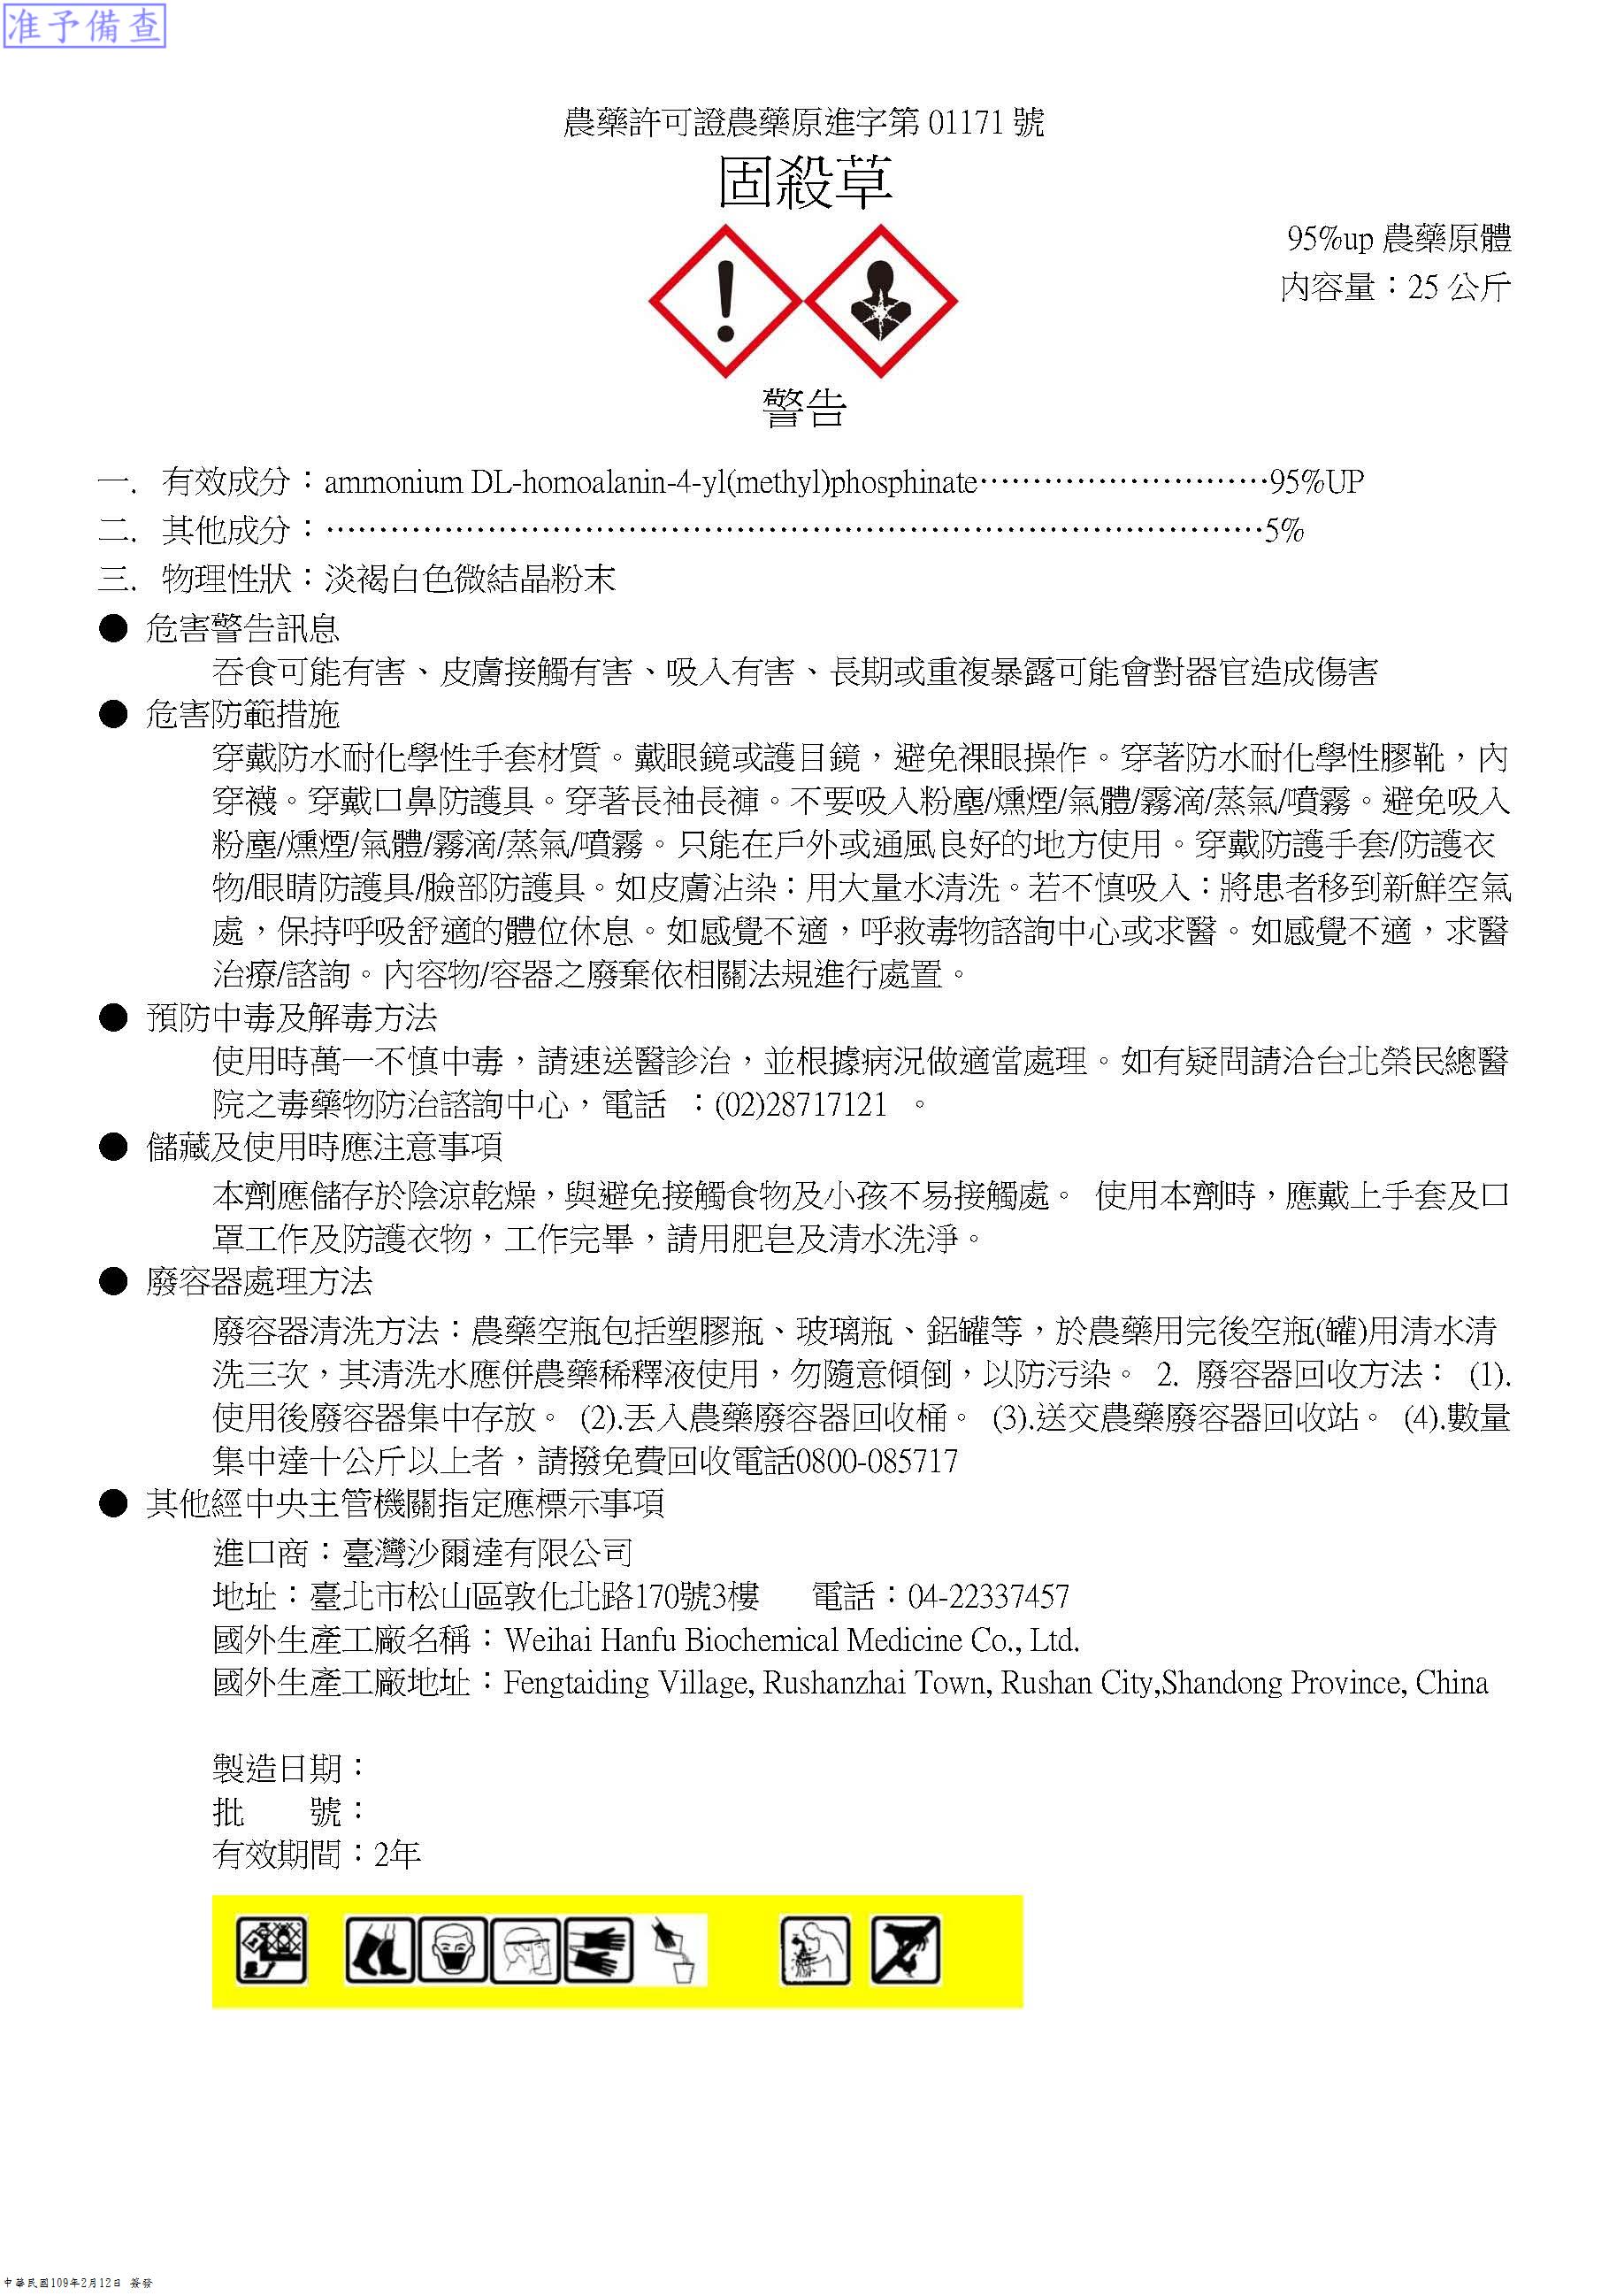 准予備查
農藥許可證農藥原進字第 01171 號
固殺草
95%up 農藥原體
內容量：25 公斤
警告
一. 有效成分：ammonium DL-homoalanin-4-yl(methyl)phosphinate…………………………95%UP
二. 其他成分：……………………………………………………………………………………5%
三. 物理性狀：淡褐白色微結晶粉末
● 危害警告訊息
吞食可能有害、皮膚接觸有害、吸入有害、長期或重複暴露可能會對器官造成傷害
● 危害防範措施
穿戴防水耐化學性手套材質。戴眼鏡或護目鏡，避免裸眼操作。穿著防水耐化學性膠靴，內
穿襪。穿戴口鼻防護具。穿著長袖長褲。不要吸入粉塵/燻煙/氣體/霧滴/蒸氣/噴霧。避免吸入
粉塵/燻煙/氣體/霧滴/蒸氣/噴霧。只能在戶外或通風良好的地方使用。穿戴防護手套/防護衣
物/眼睛防護具/臉部防護具。如皮膚沾染：用大量水清洗。若不慎吸入：將患者移到新鮮空氣
處，保持呼吸舒適的體位休息。如感覺不適，呼救毒物諮詢中心或求醫。如感覺不適，求醫
治療/諮詢。內容物/容器之廢棄依相關法規進行處置。
● 預防中毒及解毒方法
使用時萬一不慎中毒，請速送醫診治，並根據病況做適當處理。如有疑問請洽台北榮民總醫
院之毒藥物防治諮詢中心，電話 ：(02)28717121 。
● 儲藏及使用時應注意事項
本劑應儲存於陰涼乾燥，與避免接觸食物及小孩不易接觸處。 使用本劑時，應戴上手套及口
罩工作及防護衣物，工作完畢，請用肥皂及清水洗淨。
● 廢容器處理方法
廢容器清洗方法：農藥空瓶包括塑膠瓶、玻璃瓶、鋁罐等，於農藥用完後空瓶(罐)用清水清
洗三次，其清洗水應併農藥稀釋液使用，勿隨意傾倒，以防污染。 2. 廢容器回收方法： (1).
使用後廢容器集中存放。 (2).丟入農藥廢容器回收桶。 (3).送交農藥廢容器回收站。 (4).數量
集中達十公斤以上者，請撥免費回收電話0800-085717
● 其他經中央主管機關指定應標示事項
進口商：臺灣沙爾達有限公司
地址：臺北市松山區敦化北路170號3樓 電話：04-22337457
國外生產工廠名稱：Weihai Hanfu Biochemical Medicine Co., Ltd.
國外生產工廠地址：Fengtaiding Village, Rushanzhai Town, Rushan City,Shandong Province, China
製造日期：
批 號：
有效期間：2年
中華民國109年2月12日 簽發